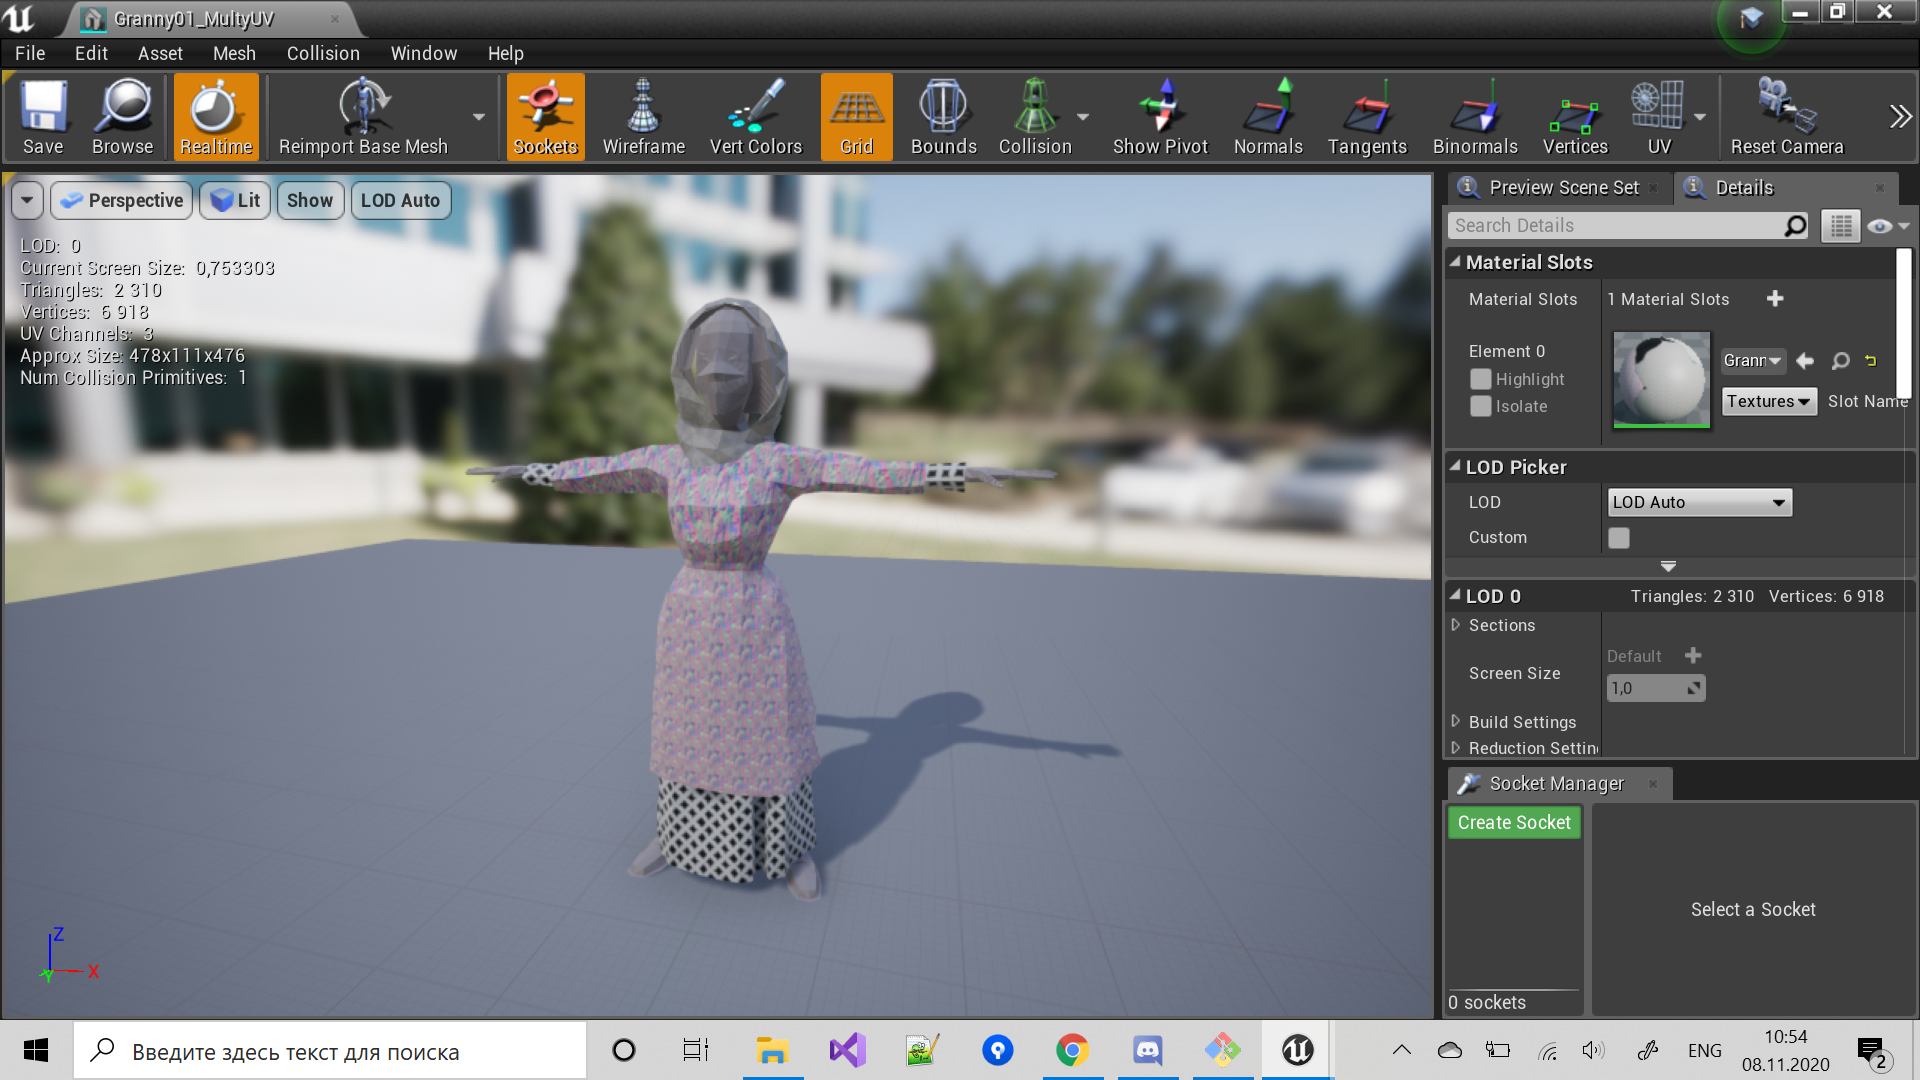 Granny01_MultyUV
File Edit Asset Mesh Collision Window Help
Save Browse Realtime Reimport Base Mesh Sockets Wireframe Vert Colors Grid Bounds Collision Show Pivot Normals Tangents Binormals Vertices UV Reset Camera
Perspective Lit Show LOD Auto
LOD: 0
Current Screen Size: 0,753303
Triangles: 2 310
Vertices: 6 918
UV Channels: 3
Approx Size: 478x111x476
Num Collision Primitives: 1
Z
Y
X
Preview Scene Set Details
Search Details
Material Slots
Material Slots 1 Material Slots
Element 0
Highlight
Isolate
Grann
Textures Slot Name
LOD Picker
LOD LOD Auto
Custom
LOD 0 Triangles: 2 310 Vertices: 6 918
Sections
Screen Size
Default
1,0
Build Settings
Reduction Settin
Socket Manager
Create Socket
Select a Socket
0 sockets
Введите здесь текст для поиска
ENG
10:54
08.11.2020
2